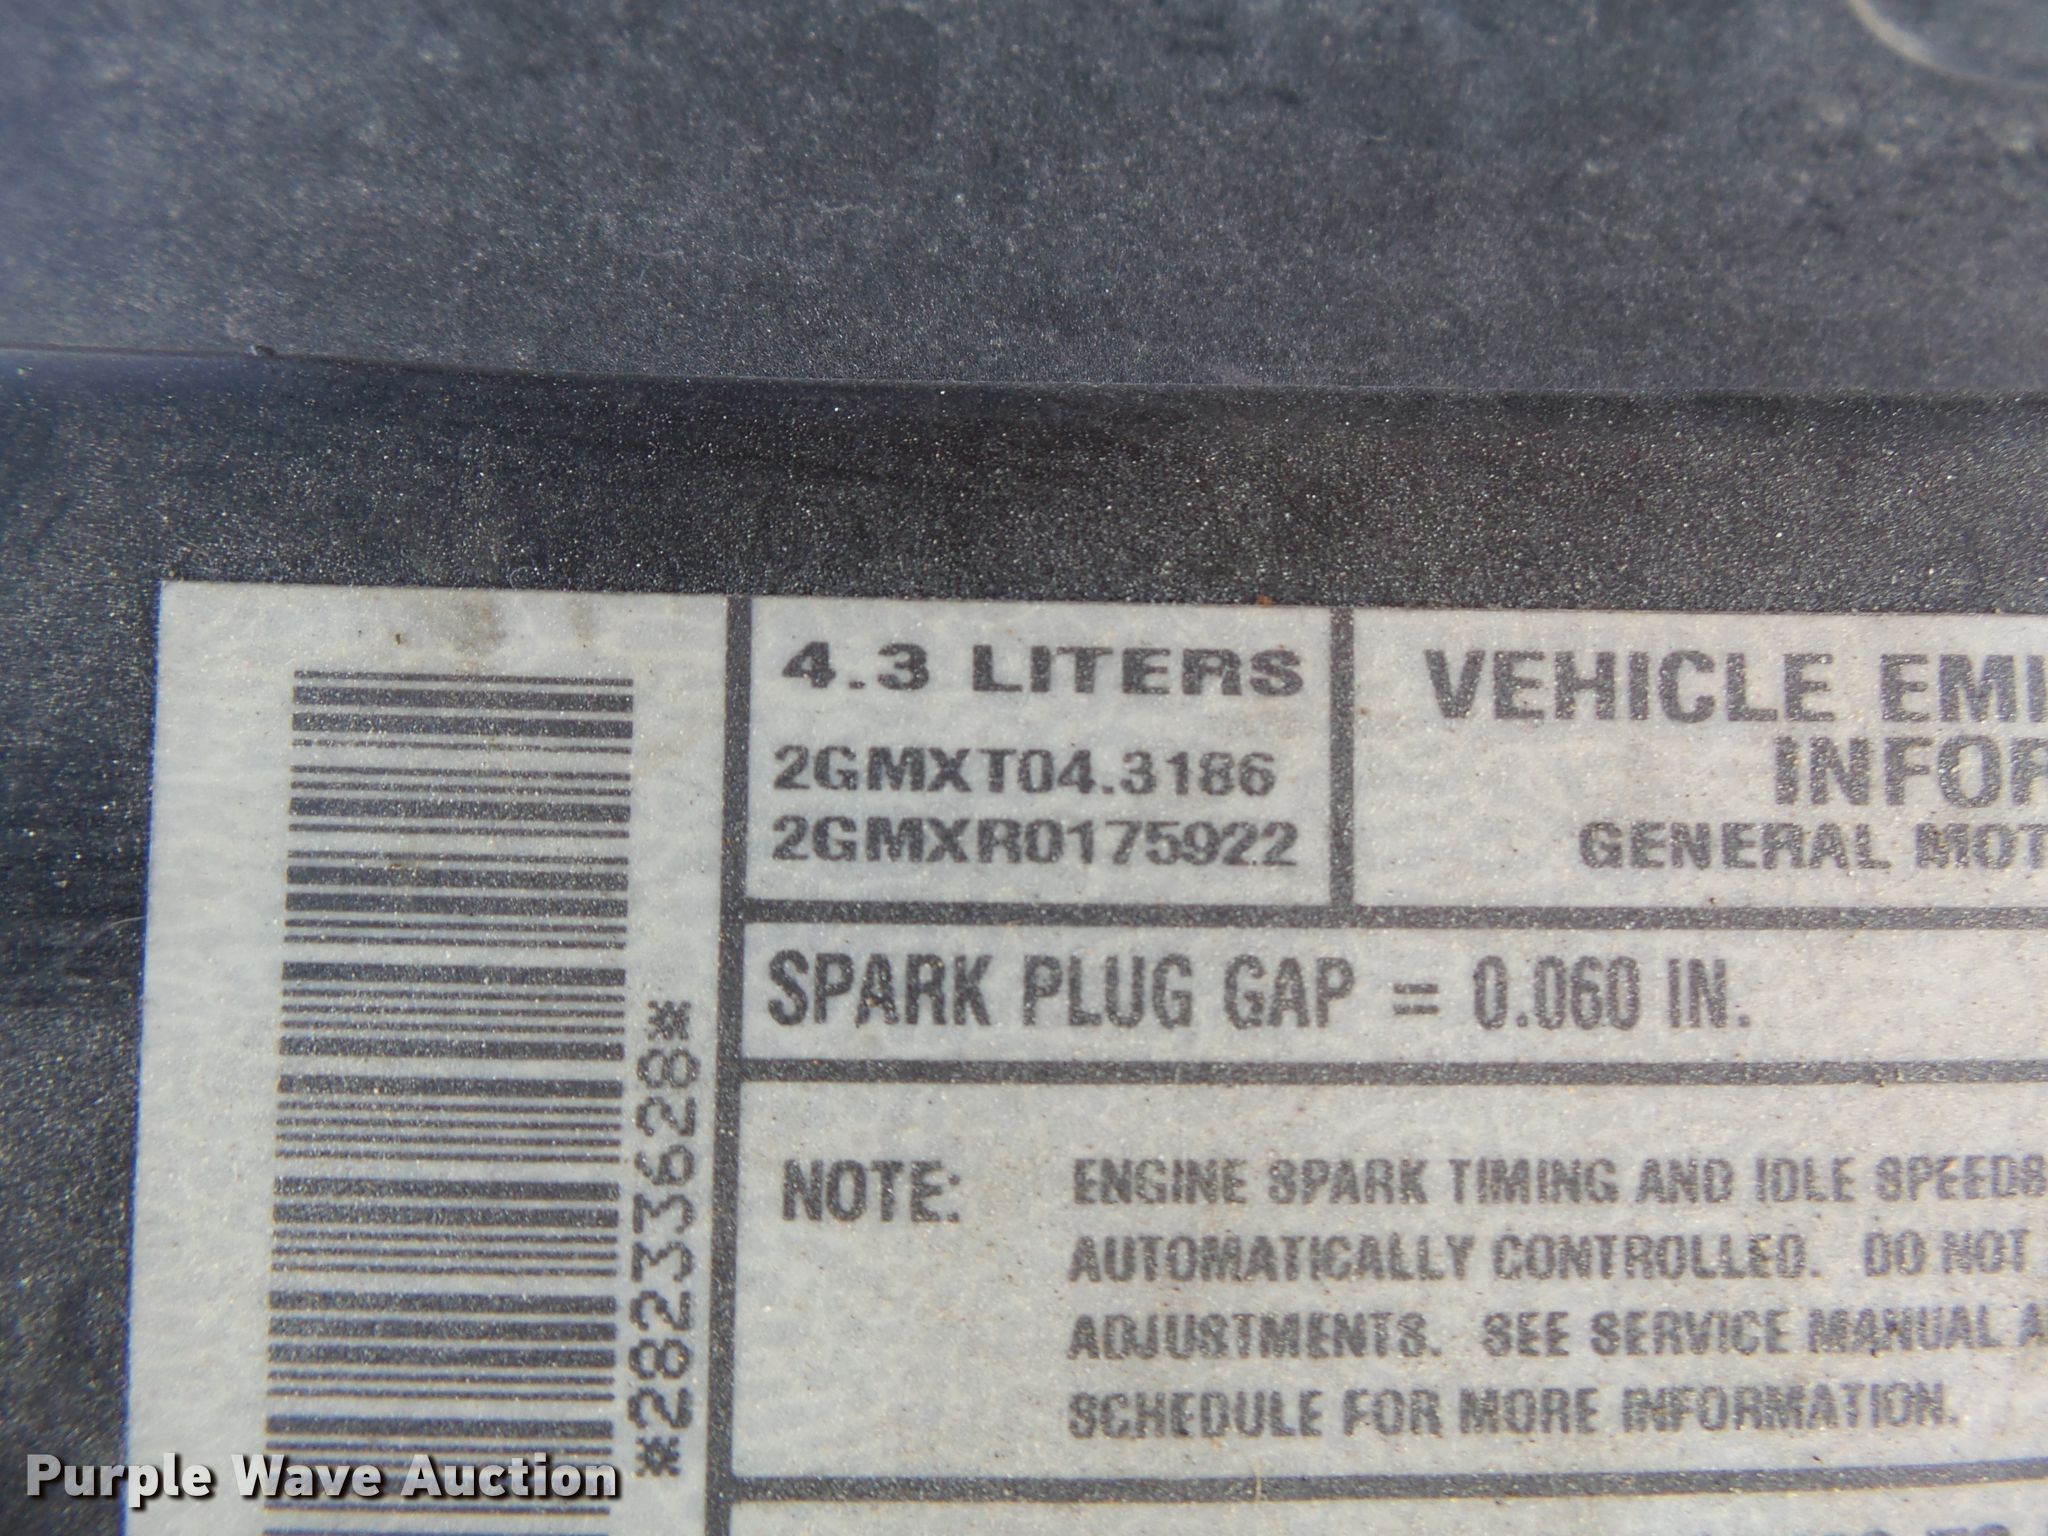 4.3 LITERS
2GMXT04.3186
2GMXR0175922
VEHICLE EMI
INFOR
GENERAL MOT
SPARK PLUG GAP = 0.060 IN.
NOTE: ENGINE SPARK TIMING AND IDLE SPEEDS
AUTOMATICALLY CONTROLLED. DO NOT
ADJUSTMENTS. SEE SERVICE MANUAL A
SCHEDULE FOR MORE INFORMATION.
*28233628*
Purple Wave Auction